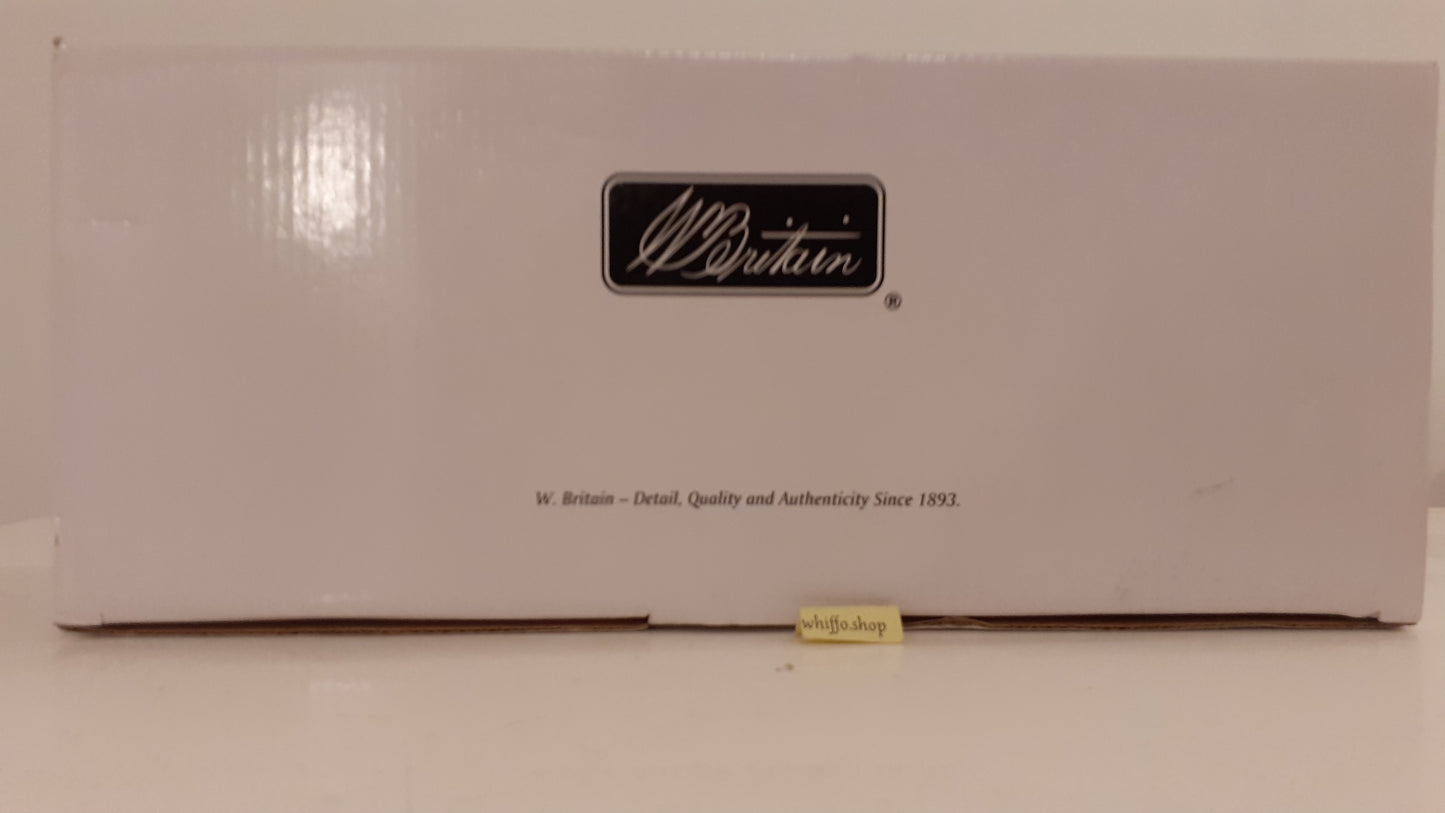 W Britain
®
W. Britain – Detail, Quality and Authenticity Since 1893.
whiffo.shop